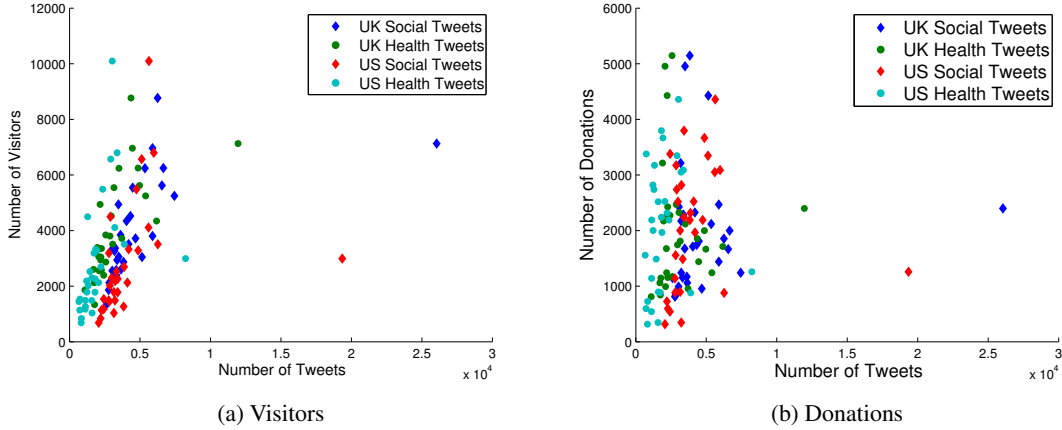 12000
10000
8000
6000
4000
2000
0
0 0.5 1 1.5 2 2.5 3
x 10^4
Number of Tweets
Number of Visitors
UK Social Tweets
UK Health Tweets
US Social Tweets
US Health Tweets
(a) Visitors
6000
5000
4000
3000
2000
1000
0
0 0.5 1 1.5 2 2.5 3
x 10^4
Number of Tweets
Number of Donations
UK Social Tweets
UK Health Tweets
US Social Tweets
US Health Tweets
(b) Donations